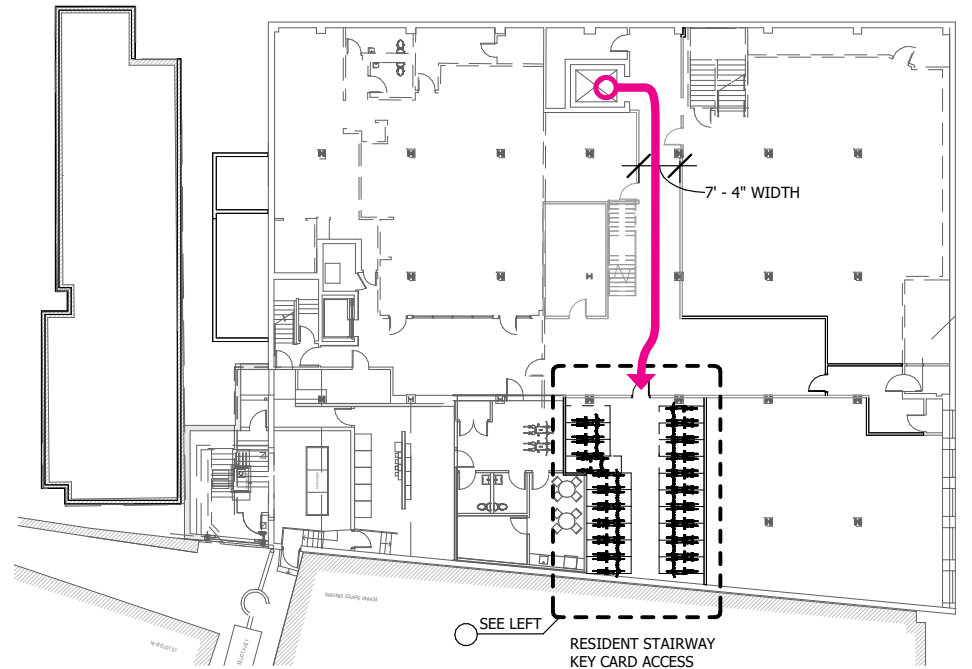 7' - 4" WIDTH
SEE LEFT
RESIDENT STAIRWAY
KEY CARD ACCESS